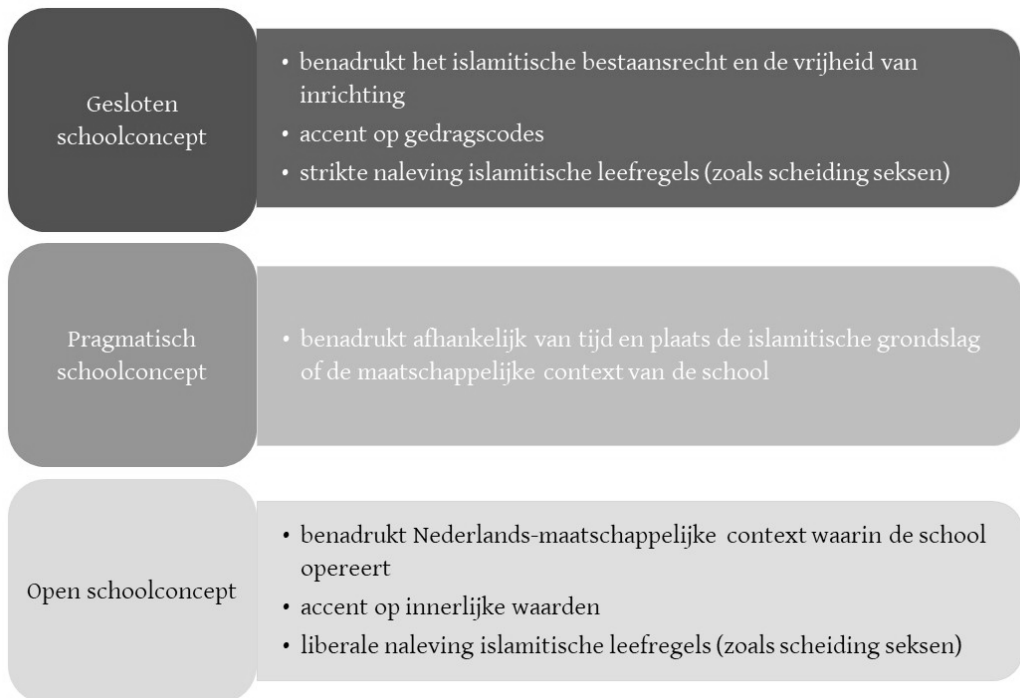 Gesloten
schoolconcept
• benadrukt het islamitische bestaansrecht en de vrijheid van
inrichting
• accent op gedragscodes
• strikte naleving islamitische leefregels (zoals scheiding seksen)
Pragmatisch
schoolconcept
• benadrukt afhankelijk van tijd en plaats de islamitische grondslag
of de maatschappelijke context van de school
Open schoolconcept
• benadrukt Nederlands-maatschappelijke context waarin de school
opereert
• accent op innerlijke waarden
• liberale naleving islamitische leefregels (zoals scheiding seksen)